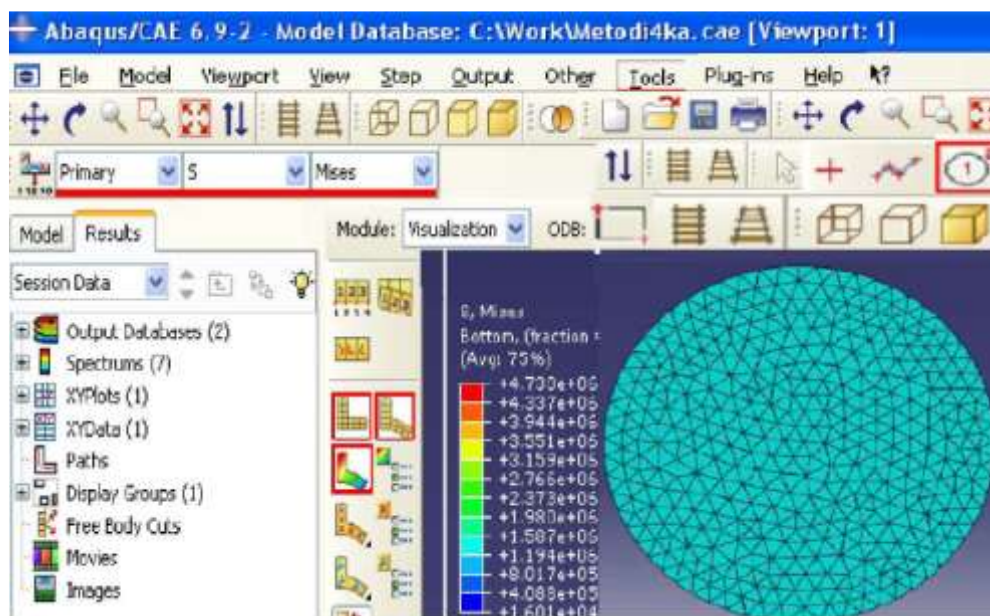 Abaqus/CAE 6.9-2 - Model Database: C:\Work\Metodi4ka.cae [Viewport: 1]
File Model Viewport View Step Output Other Tools Plug-ins Help
Primary S Mises
1
Model Results
Module: Visualization ODB:
Session Data
Output Databases (2)
Spectrums (7)
XYPlots (1)
XYData (1)
Paths
Display Groups (1)
Free Body Cuts
Movies
Images
S, Mises
Bottom, (fraction =
(Avg: 75%)
+4.730e+06
+4.337e+06
+3.944e+06
+3.551e+06
+3.159e+06
+2.766e+06
+2.373e+06
+1.980e+06
+1.587e+06
+1.194e+06
+8.017e+05
+4.088e+05
+1.601e+04